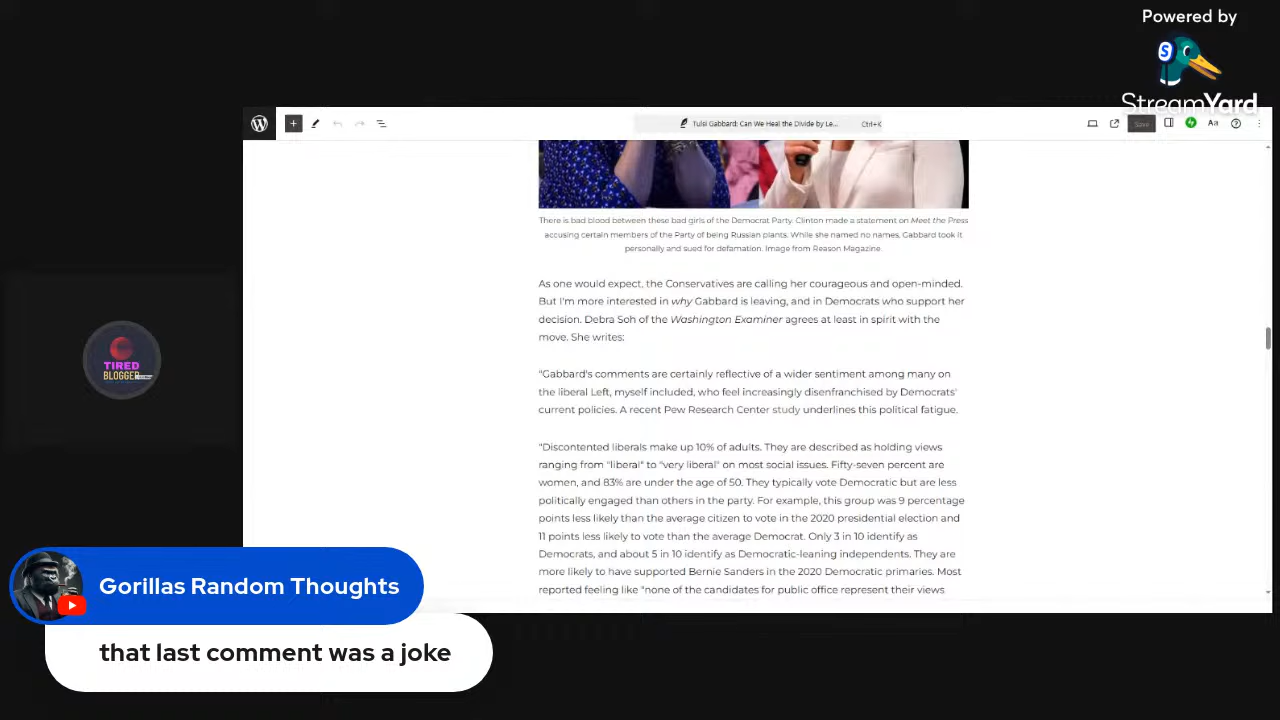 Powered by
S
StreamYard
Tulsi Gabbard: Can We Heal the Divide by Le... Ctrl+K
Save
Aa
There is bad blood between these bad girls of the Democrat Party. Clinton made a statement on Meet the Press
accusing certain members of the Party of being Russian plants. While she named no names, Gabbard took it
personally and sued for defamation. Image from Reason Magazine.
As one would expect, the Conservatives are calling her courageous and open-minded.
But I'm more interested in why Gabbard is leaving, and in Democrats who support her
decision. Debra Soh of the Washington Examiner agrees at least in spirit with the
move. She writes:
"Gabbard's comments are certainly reflective of a wider sentiment among many on
the liberal Left, myself included, who feel increasingly disenfranchised by Democrats'
current policies. A recent Pew Research Center study underlines this political fatigue.
"Discontented liberals make up 10% of adults. They are described as holding views
ranging from "liberal" to "very liberal" on most social issues. Fifty-seven percent are
women, and 83% are under the age of 50. They typically vote Democratic but are less
politically engaged than others in the party. For example, this group was 9 percentage
points less likely than the average citizen to vote in the 2020 presidential election and
11 points less likely to vote than the average Democrat. Only 3 in 10 identify as
Democrats, and about 5 in 10 identify as Democratic-leaning independents. They are
more likely to have supported Bernie Sanders in the 2020 Democratic primaries. Most
reported feeling like "none of the candidates for public office represent their views
TIRED
BLOGGER
Gorillas Random Thoughts
that last comment was a joke